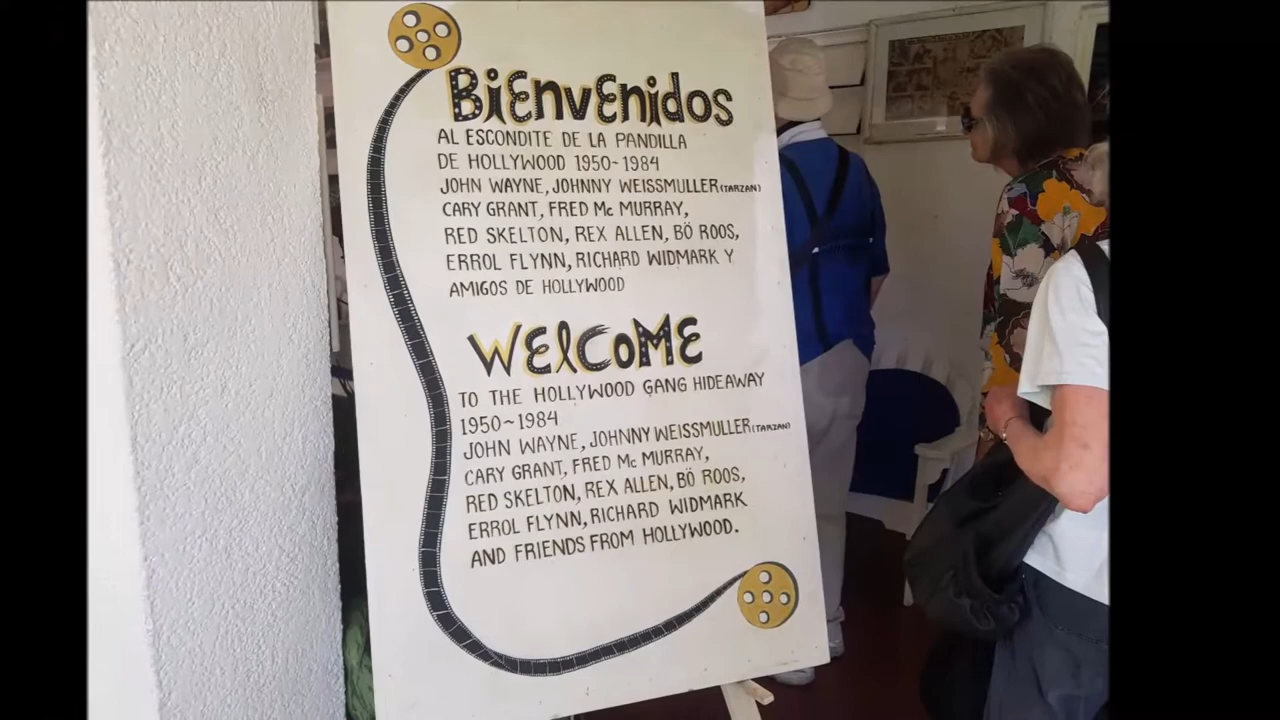 BiEnvEnidos
AL ESCONDITE DE LA PANDILLA
DE HOLLYWOOD 1950~1984
JOHN WAYNE, JOHNNY WEISSMULLER (TARZAN)
CARY GRANT, FRED Mc MURRAY,
RED SKELTON, REX ALLEN, BÖ ROOS,
ERROL FLYNN, RICHARD WIDMARK Y
AMIGOS DE HOLLYWOOD
WElCoME
TO THE HOLLYWOOD GANG HIDEAWAY
1950~1984
JOHN WAYNE, JOHNNY WEISSMULLER (TARZAN)
CARY GRANT, FRED Mc MURRAY,
RED SKELTON, REX ALLEN, BÖ ROOS,
ERROL FLYNN, RICHARD WIDMARK
AND FRIENDS FROM HOLLYWOOD.